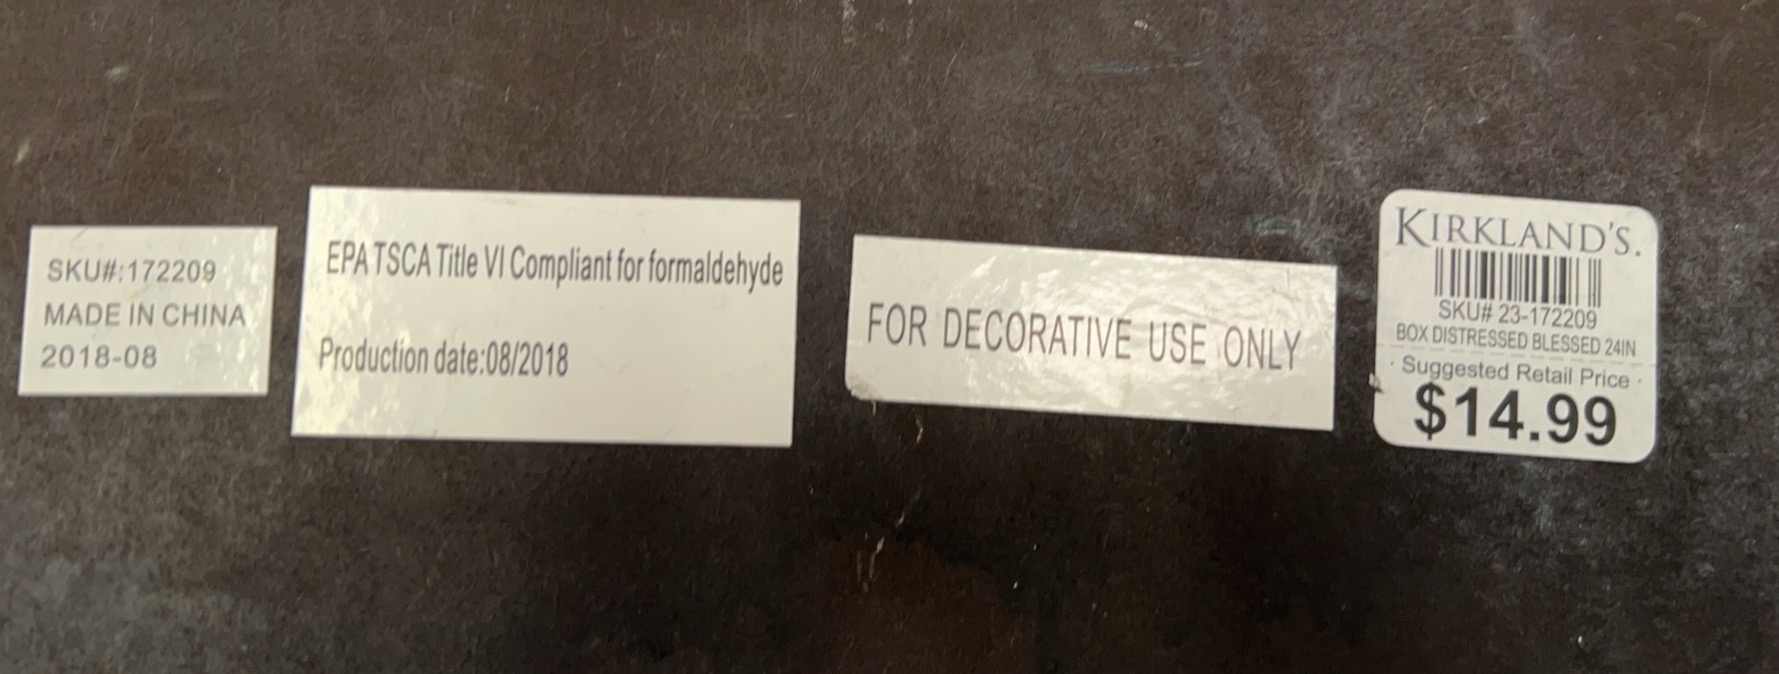 SKU#:172209
MADE IN CHINA
2018-08
EPA TSCA Title VI Compliant for formaldehyde
Production date:08/2018
FOR DECORATIVE USE ONLY
KIRKLAND'S.
SKU# 23-172209
BOX DISTRESSED BLESSED 24IN
· Suggested Retail Price ·
$14.99